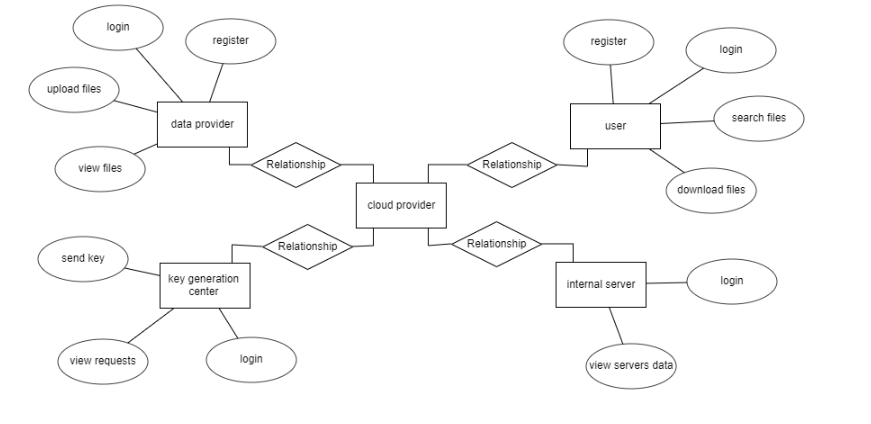 login
register
register
login
upload files
search files
data provider
user
view files
Relationship
Relationship
download files
cloud provider
Relationship
Relationship
send key
key generation
center
internal server
login
view requests
login
view servers data